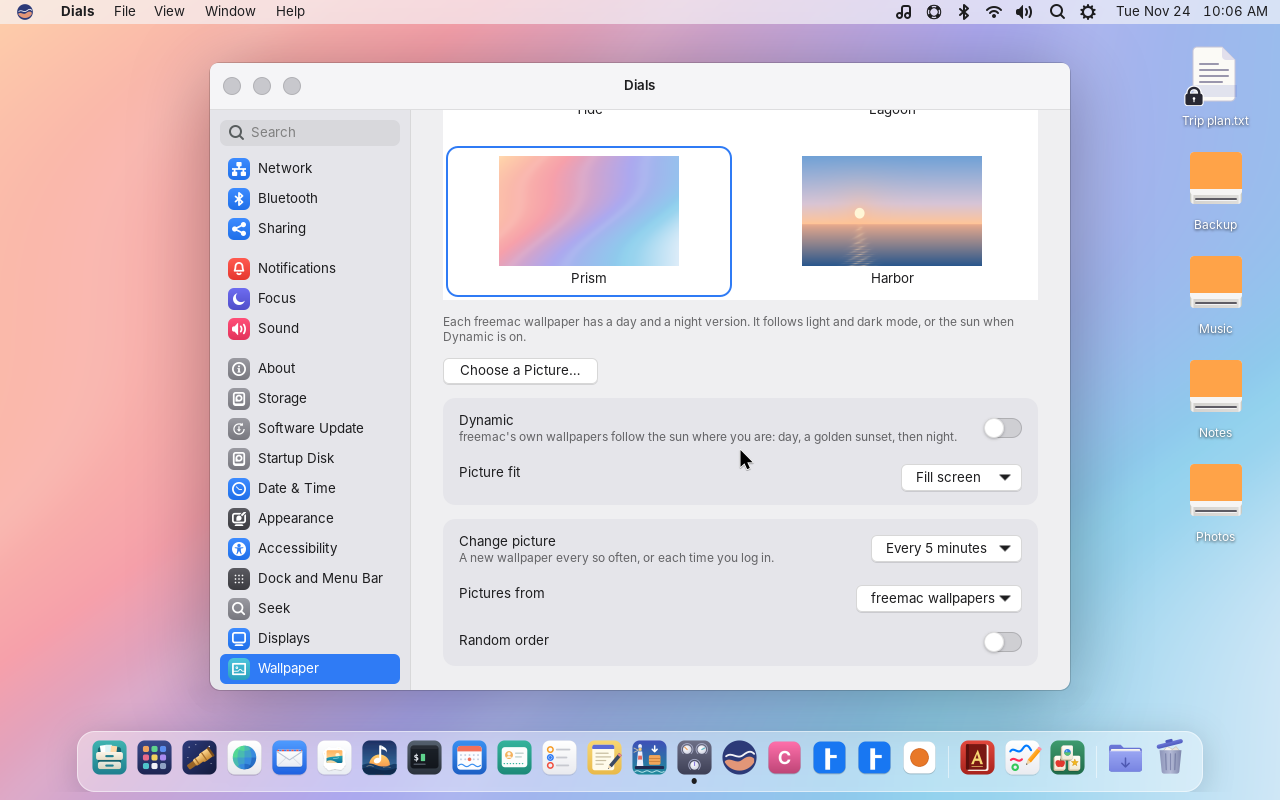 Dials File View Window Help
Tue Nov 24 10:06 AM
Dials
Search
Network
Bluetooth
Sharing
Notifications
Focus
Sound
About
Storage
Software Update
Startup Disk
Date & Time
Appearance
Accessibility
Dock and Menu Bar
Seek
Displays
Wallpaper
Tide
Lagoon
Prism
Harbor
Each freemac wallpaper has a day and a night version. It follows light and dark mode, or the sun when
Dynamic is on.
Choose a Picture...
Dynamic
freemac's own wallpapers follow the sun where you are: day, a golden sunset, then night.
Picture fit
Fill screen
Change picture
A new wallpaper every so often, or each time you log in.
Every 5 minutes
Pictures from
freemac wallpapers
Random order
Trip plan.txt
Backup
Music
Notes
Photos
$
C
A